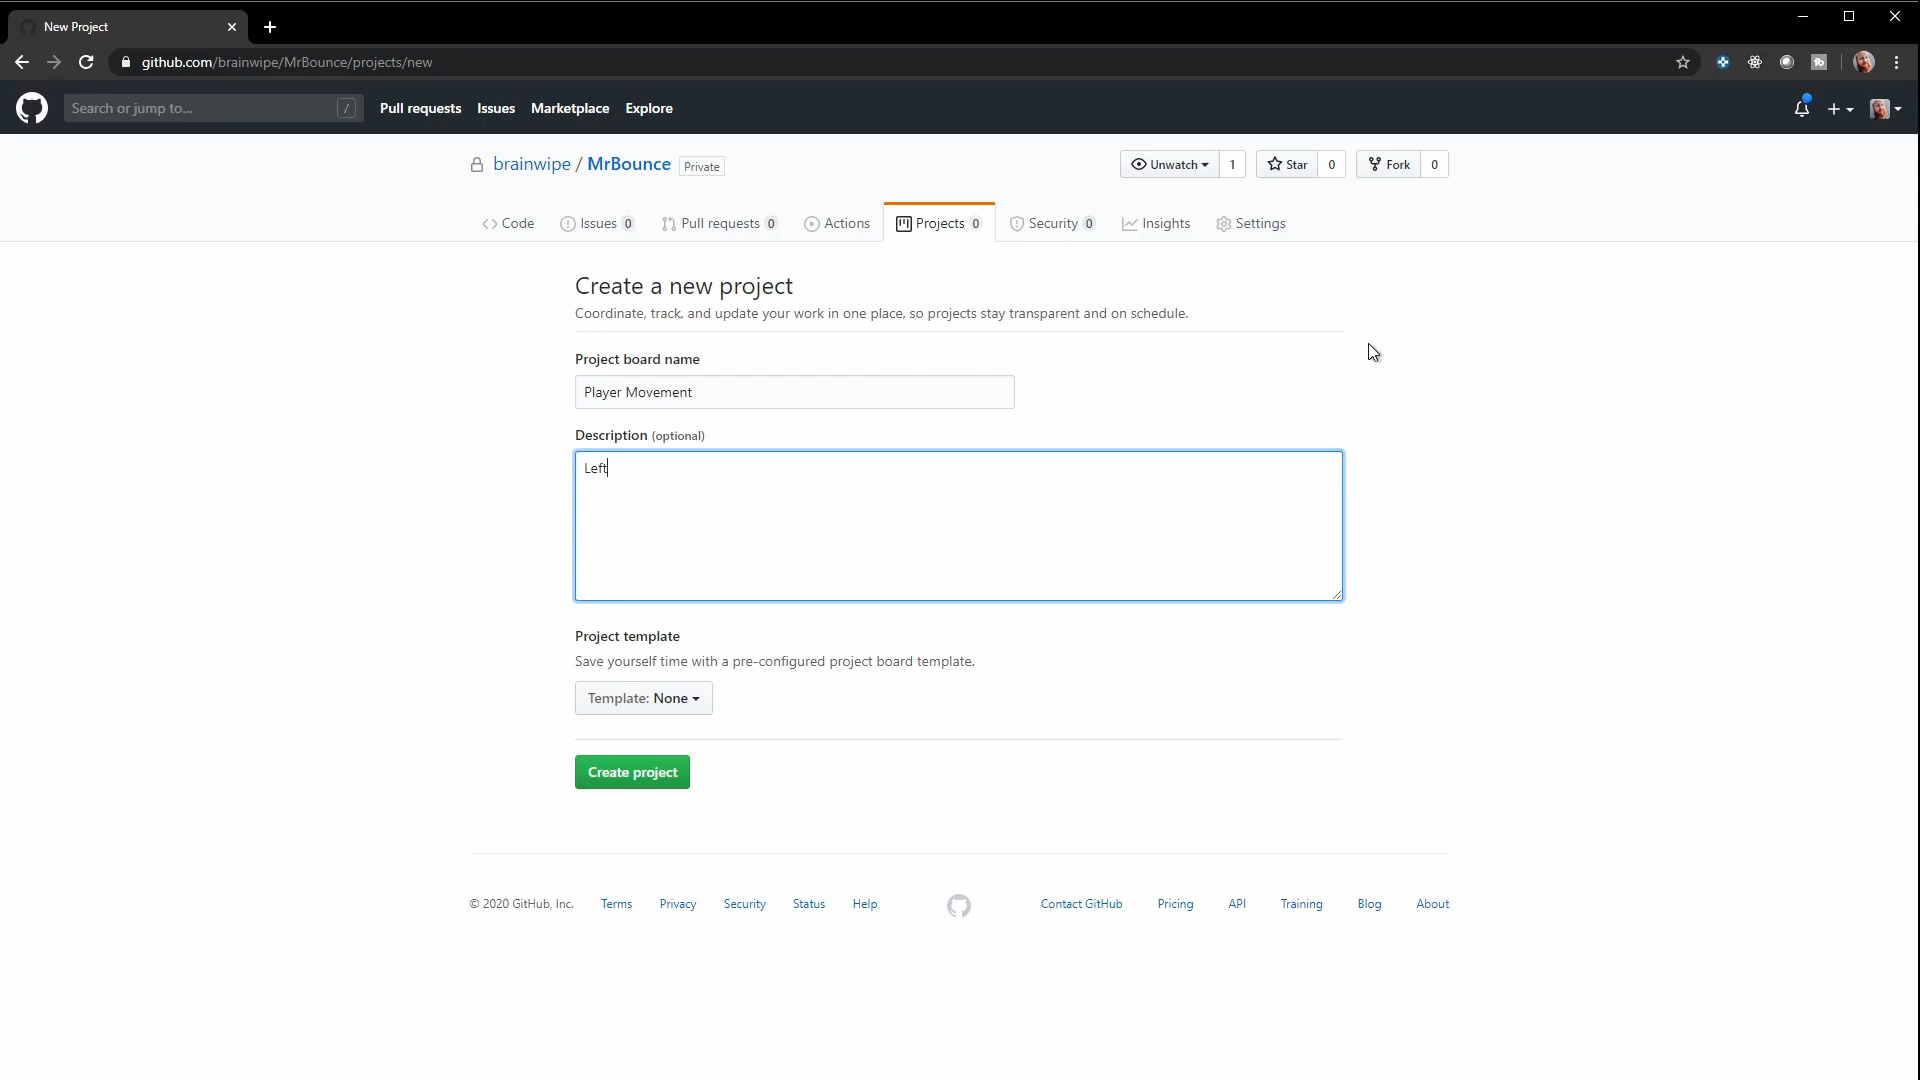 New Project
github.com/brainwipe/MrBounce/projects/new
Search or jump to... / Pull requests Issues Marketplace Explore
brainwipe / MrBounce Private Unwatch 1 Star 0 Fork 0
Code Issues 0 Pull requests 0 Actions Projects 0 Security 0 Insights Settings
Create a new project
Coordinate, track, and update your work in one place, so projects stay transparent and on schedule.
Project board name
Player Movement
Description (optional)
Left
Project template
Save yourself time with a pre-configured project board template.
Template: None
Create project
© 2020 GitHub, Inc. Terms Privacy Security Status Help Contact GitHub Pricing API Training Blog About